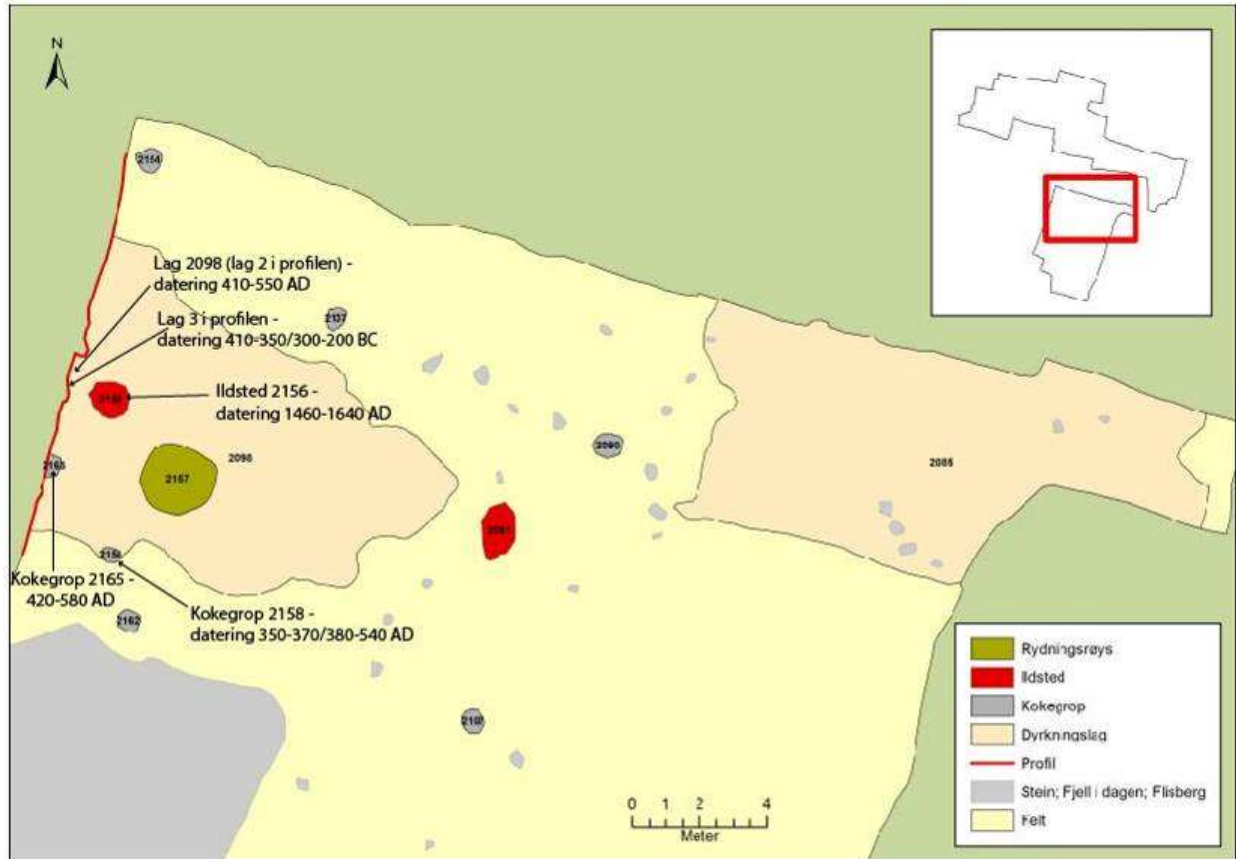 N
2154
Lag 2098 (lag 2 i profilen) -
datering 410-550 AD
2137
Lag 3 i profilen -
datering 410-350/300-200 BC
Ildsted 2156 -
datering 1460-1640 AD
2098
2090
2085
2165
2157
Kokegrop 2165 -
420-580 AD
2158
Kokegrop 2158 -
datering 350-370/380-540 AD
2162
2107
0 1 2 4
Meter
Rydningsrøys
Ildsted
Kokegrop
Dyrkningslag
Profil
Stein; Fjell i dagen; Flisberg
Felt